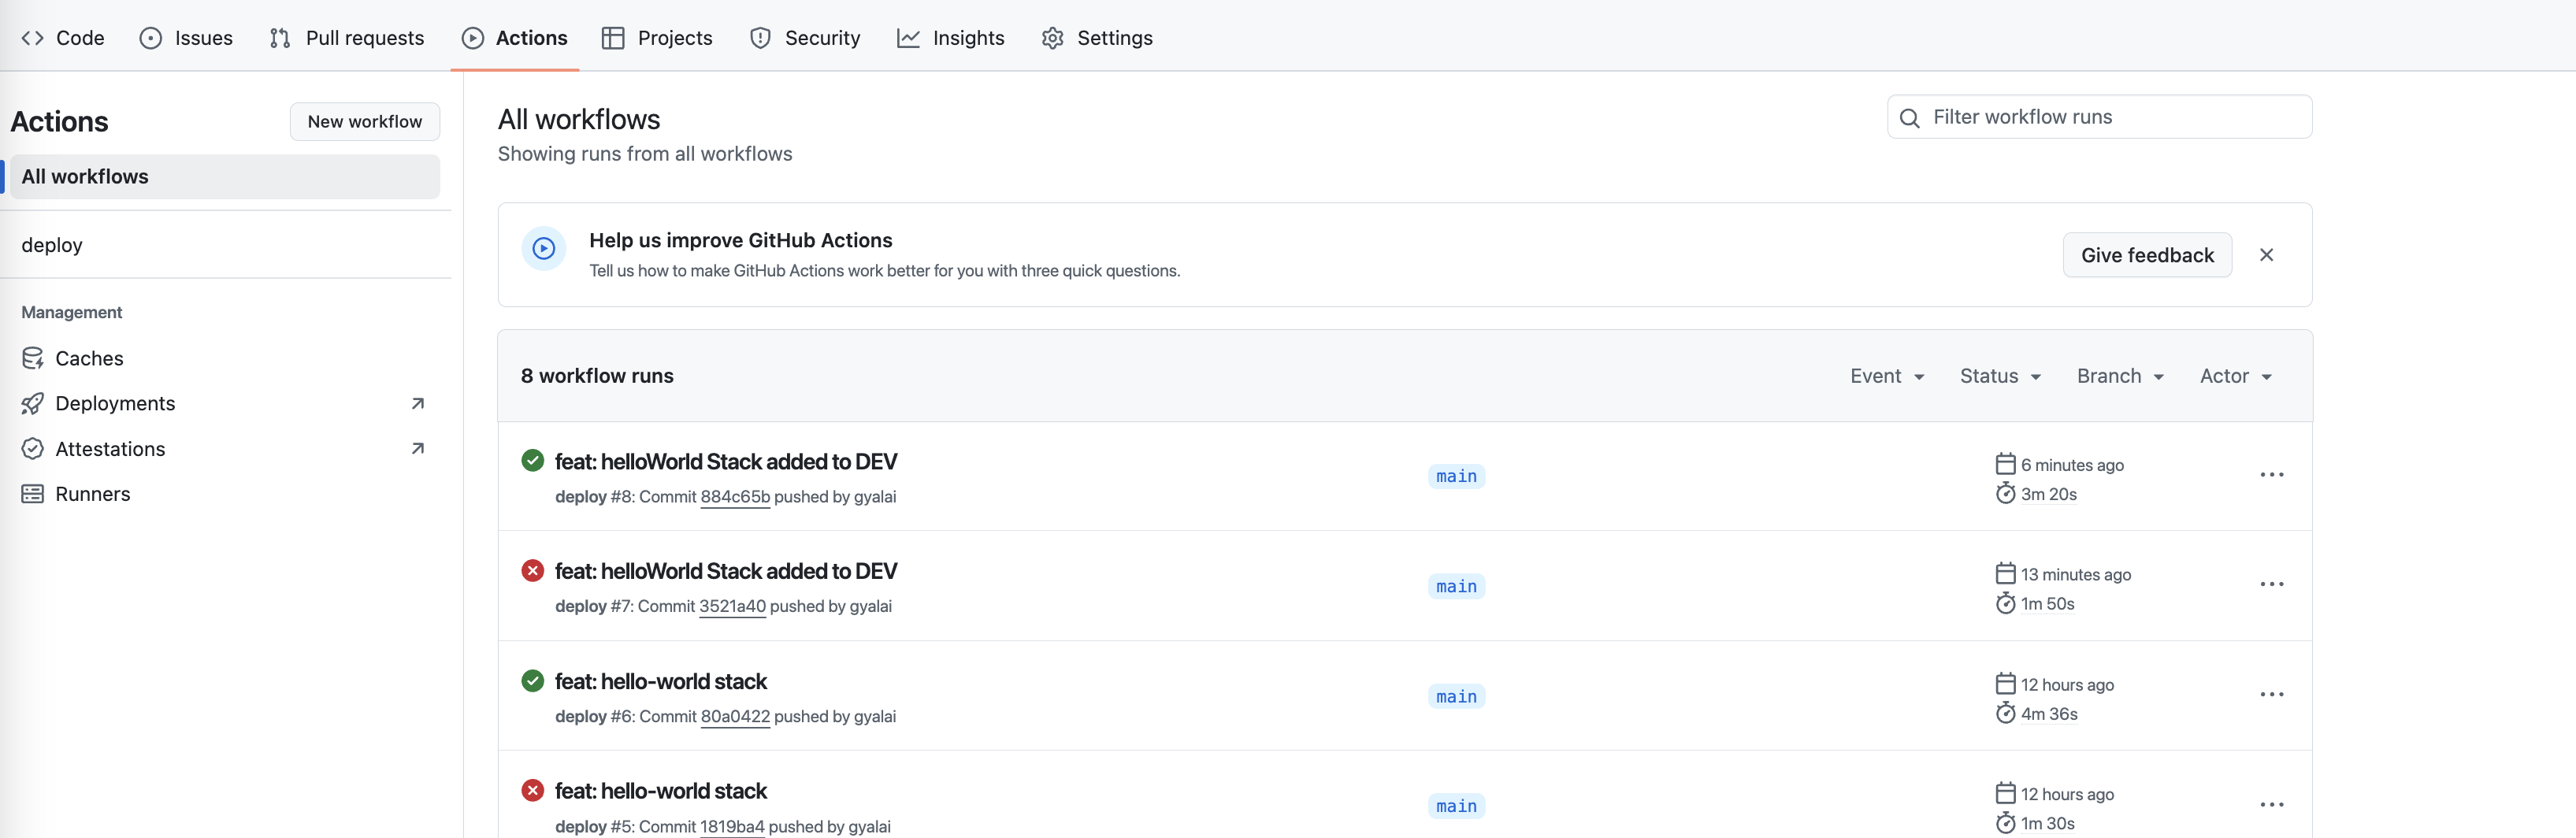 Code Issues Pull requests Actions Projects Security Insights Settings
Actions
New workflow
All workflows
deploy
Management
Caches
Deployments
Attestations
Runners
All workflows
Showing runs from all workflows
Filter workflow runs
Help us improve GitHub Actions
Tell us how to make GitHub Actions work better for you with three quick questions.
Give feedback
8 workflow runs
Event Status Branch Actor
feat: helloWorld Stack added to DEV
deploy #8: Commit 884c65b pushed by gyalai
main
6 minutes ago
3m 20s
feat: helloWorld Stack added to DEV
deploy #7: Commit 3521a40 pushed by gyalai
main
13 minutes ago
1m 50s
feat: hello-world stack
deploy #6: Commit 80a0422 pushed by gyalai
main
12 hours ago
4m 36s
feat: hello-world stack
deploy #5: Commit 1819ba4 pushed by gyalai
main
12 hours ago
1m 30s